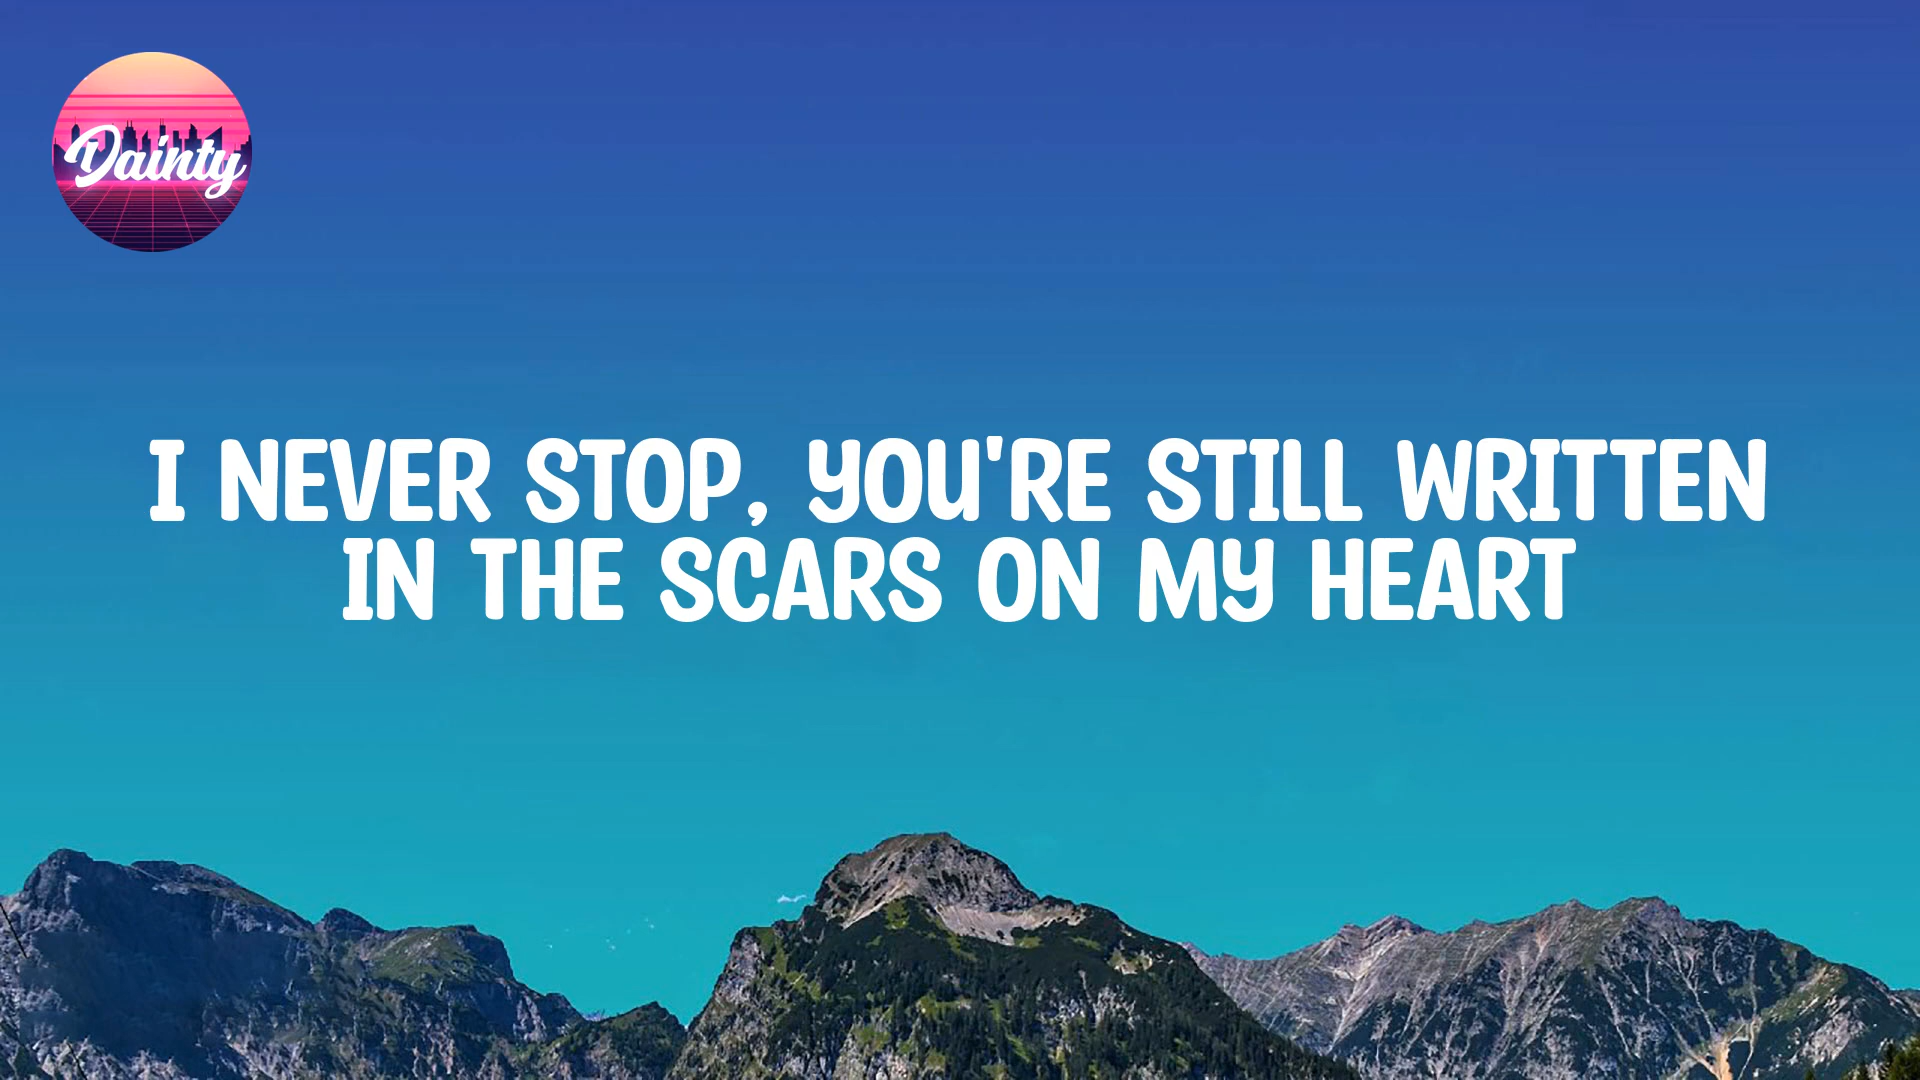 Dainty
I NEVER STOP, YOU'RE STILL WRITTEN
IN THE SCARS ON MY HEART